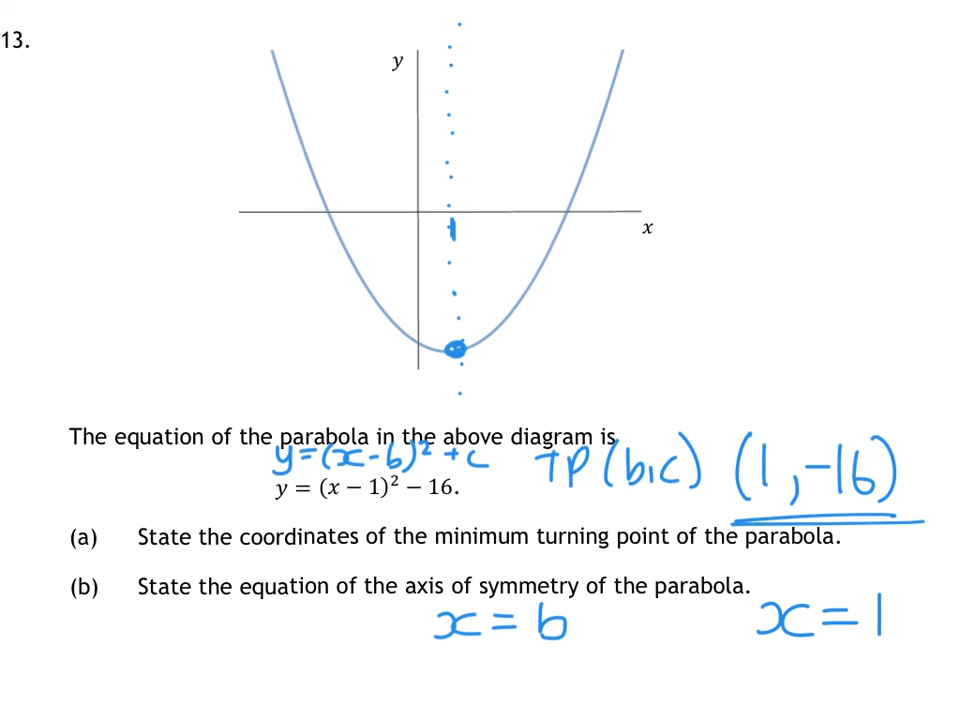 13.
y
1
x
The equation of the parabola in the above diagram is
y=(x-b)² +c TP (b,c) (1,-16)
y = (x − 1)² − 16.
(a) State the coordinates of the minimum turning point of the parabola.
(b) State the equation of the axis of symmetry of the parabola.
x = b x = 1